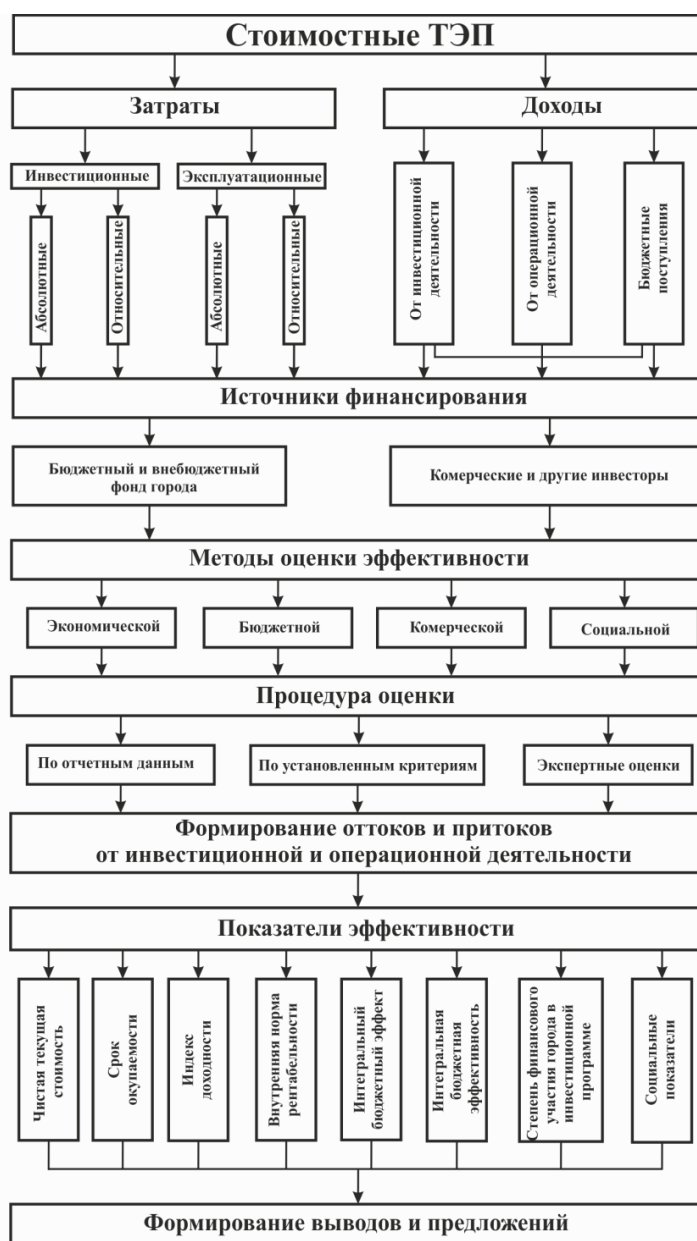 Стоимостные ТЭП
Затраты
Доходы
Инвестиционные
Эксплуатационные
От инвестиционной
деятельности
От операционной
деятельности
Бюджетные
поступления
Абсолютные
Относительные
Абсолютные
Относительные
Источники финансирования
Бюджетный и внебюджетный
фонд города
Комерческие и другие инвесторы
Методы оценки эффективности
Экономической
Бюджетной
Комерческой
Социальной
Процедура оценки
По отчетным данным
По установленным критериям
Экспертные оценки
Формирование оттоков и притоков
от инвестиционной и операционной деятельности
Показатели эффективности
Чистая текущая
стоимость
Срок
окупаемости
Индекс
доходности
Внутренняя норма
рентабельности
Интегральный
бюджетный эффект
Интегральная
бюджетная
эффективность
Степень финансового
участия города в
инвестиционной
программе
Социальные
показатели
Формирование выводов и предложений